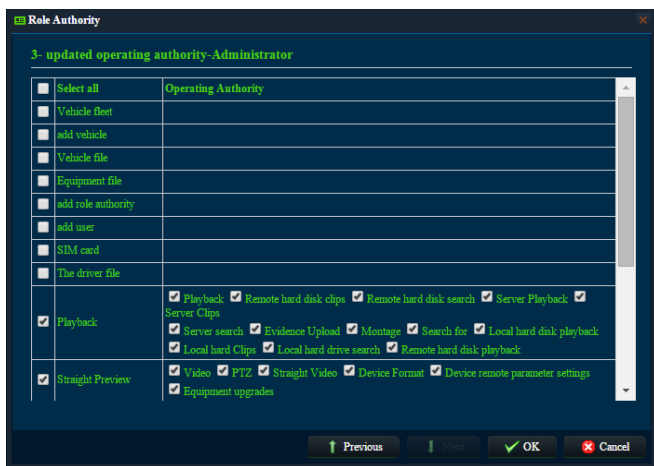 Role Authority
3- updated operating authority-Administrator
Select all Operating Authority
Vehicle fleet
add vehicle
Vehicle file
Equipment file
add role authority
add user
SIM card
The driver file
Playback Playback Remote hard disk clips Remote hard disk search Server Playback
Server Clips
Server search Evidence Upload Montage Search for Local hard disk playback
Local hard Clips Local hard drive search Remote hard disk playback
Straight Preview Video PTZ Straight Video Device Format Device remote parameter settings
Equipment upgrades
Previous Next OK Cancel